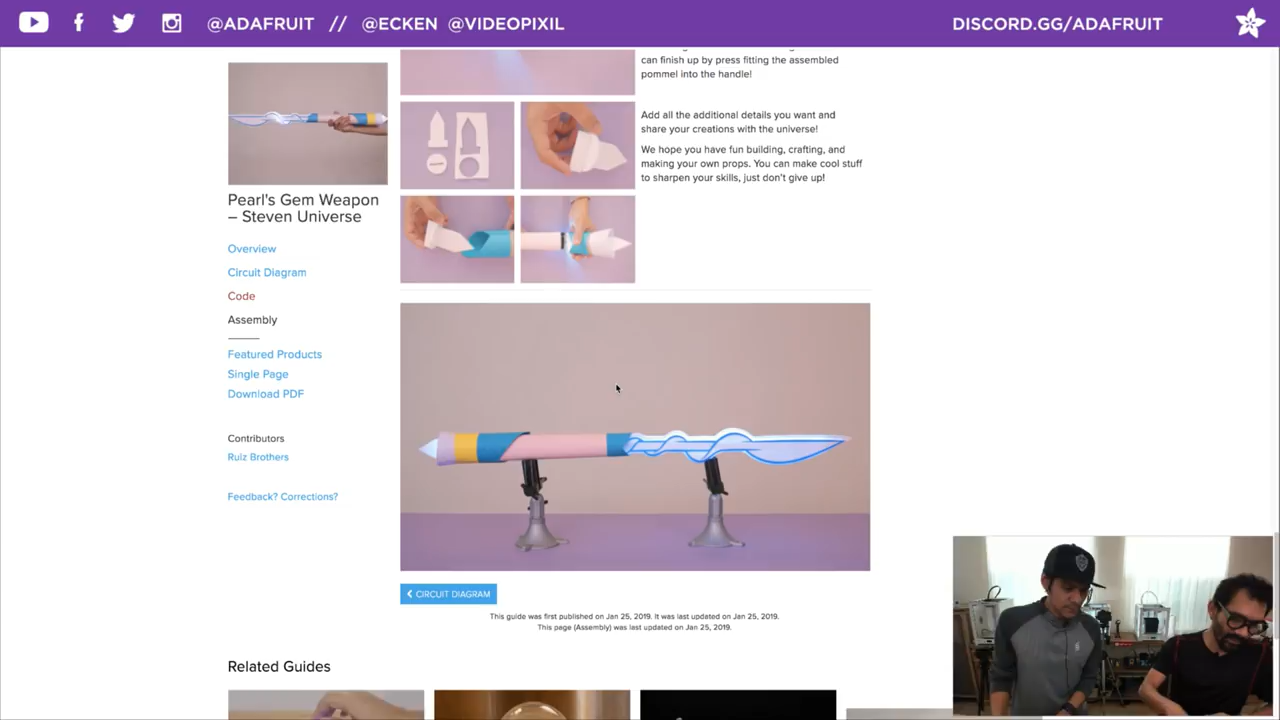 @ADAFRUIT // @ECKEN @VIDEOPIXIL
DISCORD.GG/ADAFRUIT
can finish up by press fitting the assembled
pommel into the handle!
Add all the additional details you want and
share your creations with the universe!
We hope you have fun building, crafting, and
making your own props. You can make cool stuff
to sharpen your skills, just don't give up!
Pearl's Gem Weapon
– Steven Universe
Overview
Circuit Diagram
Code
Assembly
Featured Products
Single Page
Download PDF
Contributors
Ruiz Brothers
Feedback? Corrections?
CIRCUIT DIAGRAM
This guide was first published on Jan 25, 2019. It was last updated on Jan 25, 2019.
This page (Assembly) was last updated on Jan 25, 2019.
Related Guides